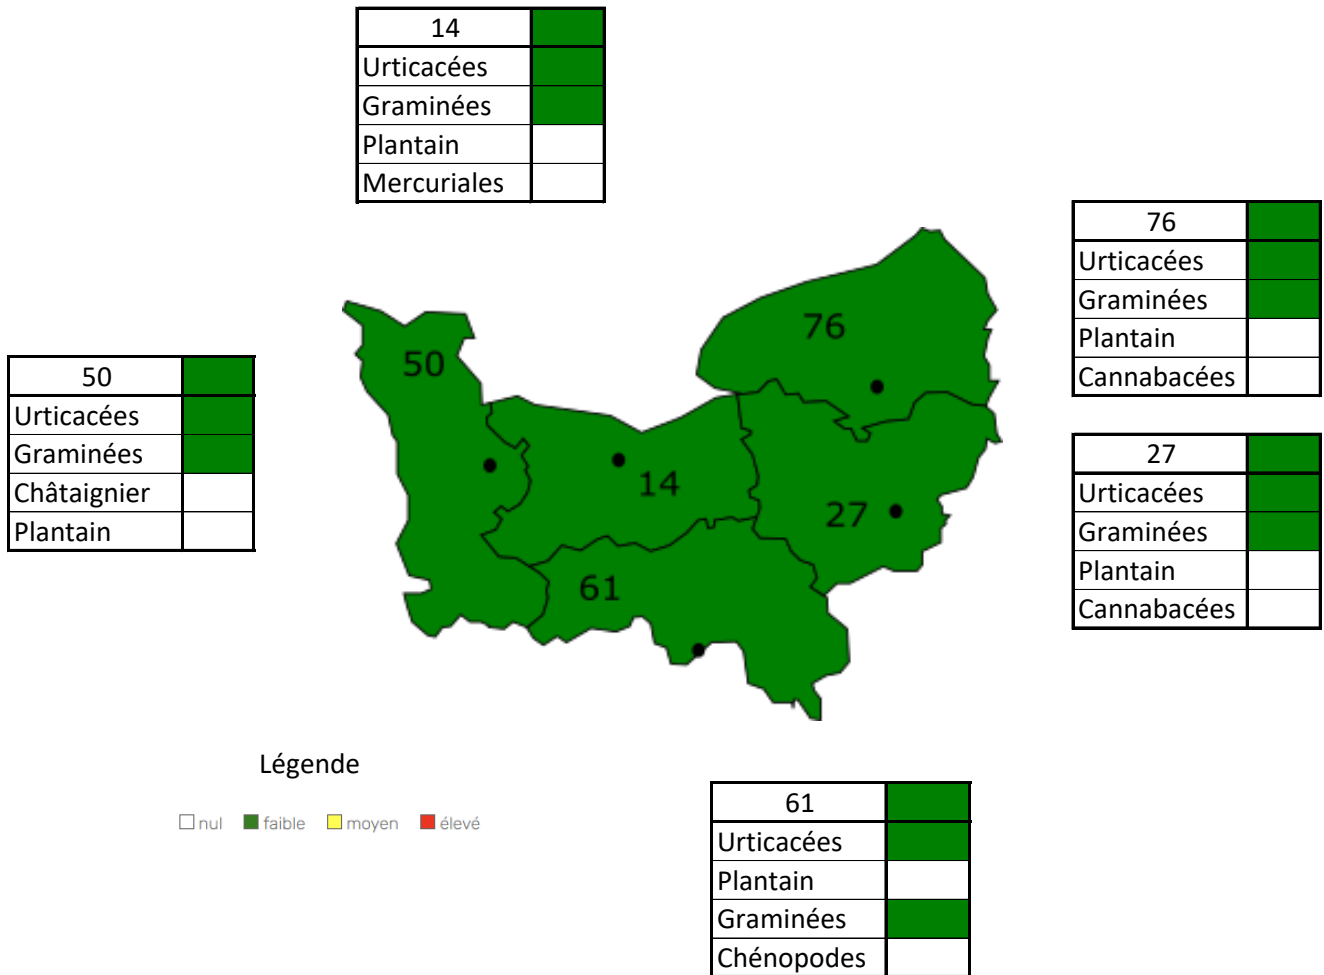 14
Urticacées
Graminées
Plantain
Mercuriales
76
Urticacées
Graminées
Plantain
Cannabacées
50
Urticacées
Graminées
Châtaignier
Plantain
27
Urticacées
Graminées
Plantain
Cannabacées
76
50
14
27
61
Légende
nul faible moyen élevé
61
Urticacées
Plantain
Graminées
Chénopodes